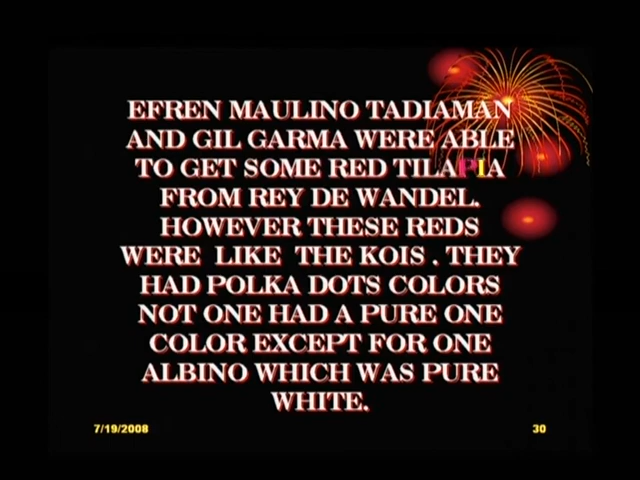 EFREN MAULINO TADIAMAN
AND GIL GARMA WERE ABLE
TO GET SOME RED TILAPIA
FROM REY DE WANDEL.
HOWEVER THESE REDS
WERE LIKE THE KOIS . THEY
HAD POLKA DOTS COLORS
NOT ONE HAD A PURE ONE
COLOR EXCEPT FOR ONE
ALBINO WHICH WAS PURE
WHITE.
7/19/2008
30